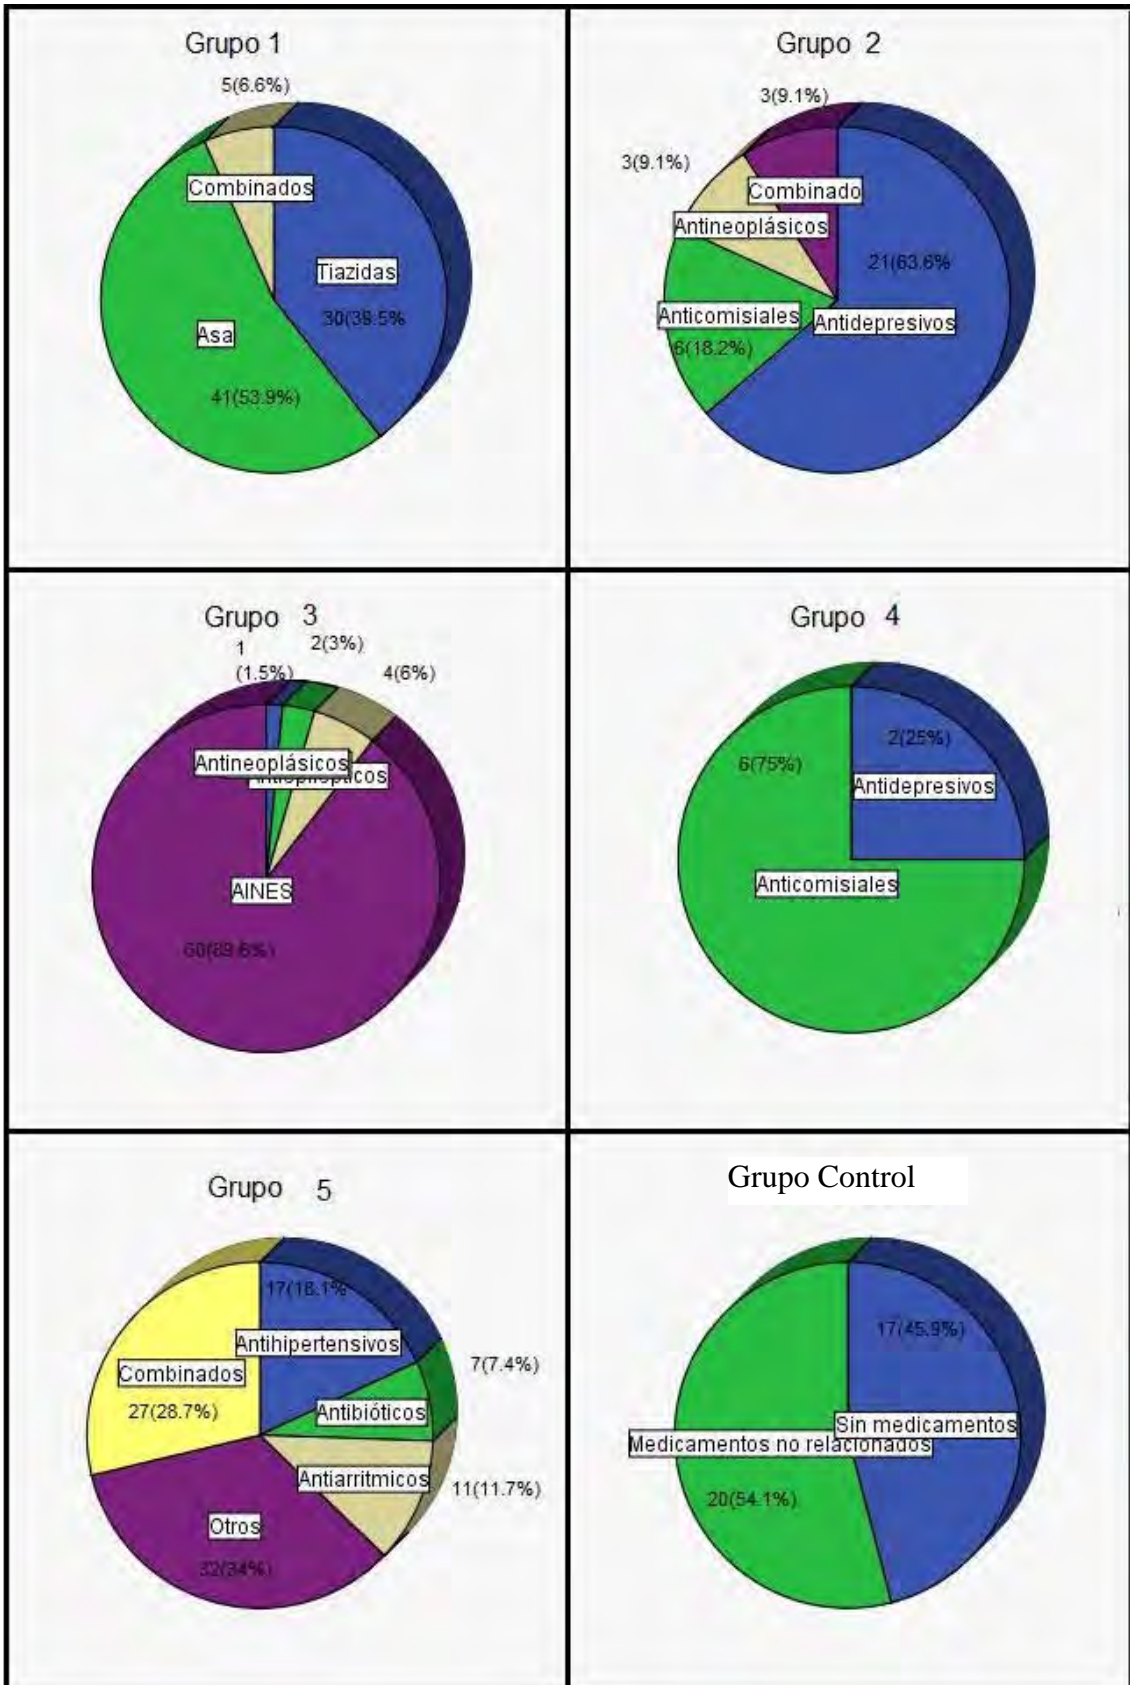 Grupo 1
5(6.6%)
Combinados
Tiazidas
30(39.5%
Asa
41(53.9%)
Grupo 2
3(9.1%)
3(9.1%)
Combinado
Antineoplásicos
21(63.6%
Anticomisiales
Antidepresivos
6(18.2%)
Grupo 3
1
2(3%)
(1.5%)
4(6%)
Antineoplásicos
AINES
60(89.6%)
Grupo 4
2(25%)
6(75%)
Antidepresivos
Anticomisiales
Grupo 5
17(18.1%
Antihipertensivos
7(7.4%)
Combinados
27(28.7%)
Antibióticos
Antiarritmicos
11(11.7%)
Otros
32(34%)
Grupo Control
17(45.9%)
Sin medicamentos
Medicamentos no relacionados
20(54.1%)